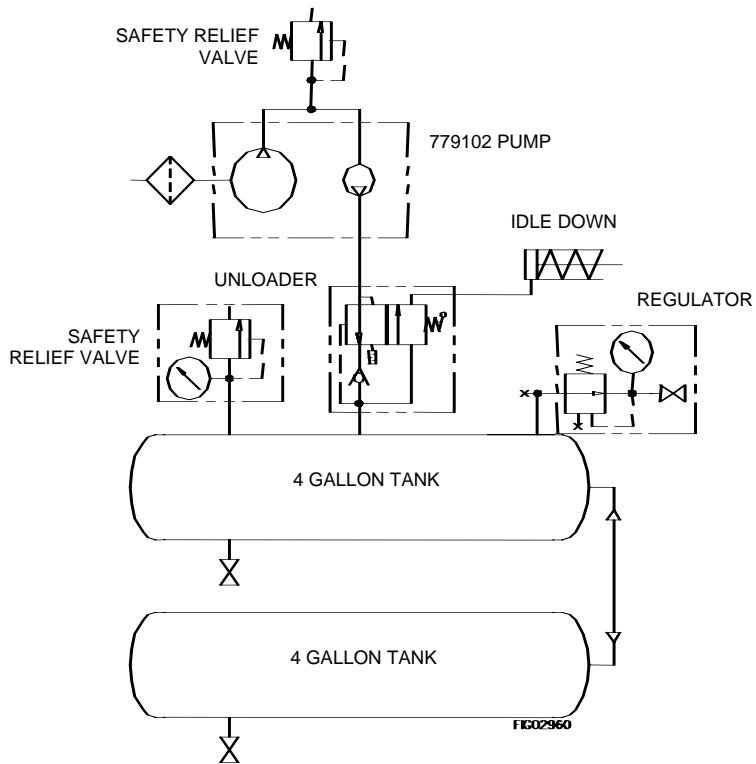 SAFETY RELIEF
VALVE
779102 PUMP
IDLE DOWN
UNLOADER
REGULATOR
SAFETY
RELIEF VALVE
4 GALLON TANK
4 GALLON TANK
FIG02960